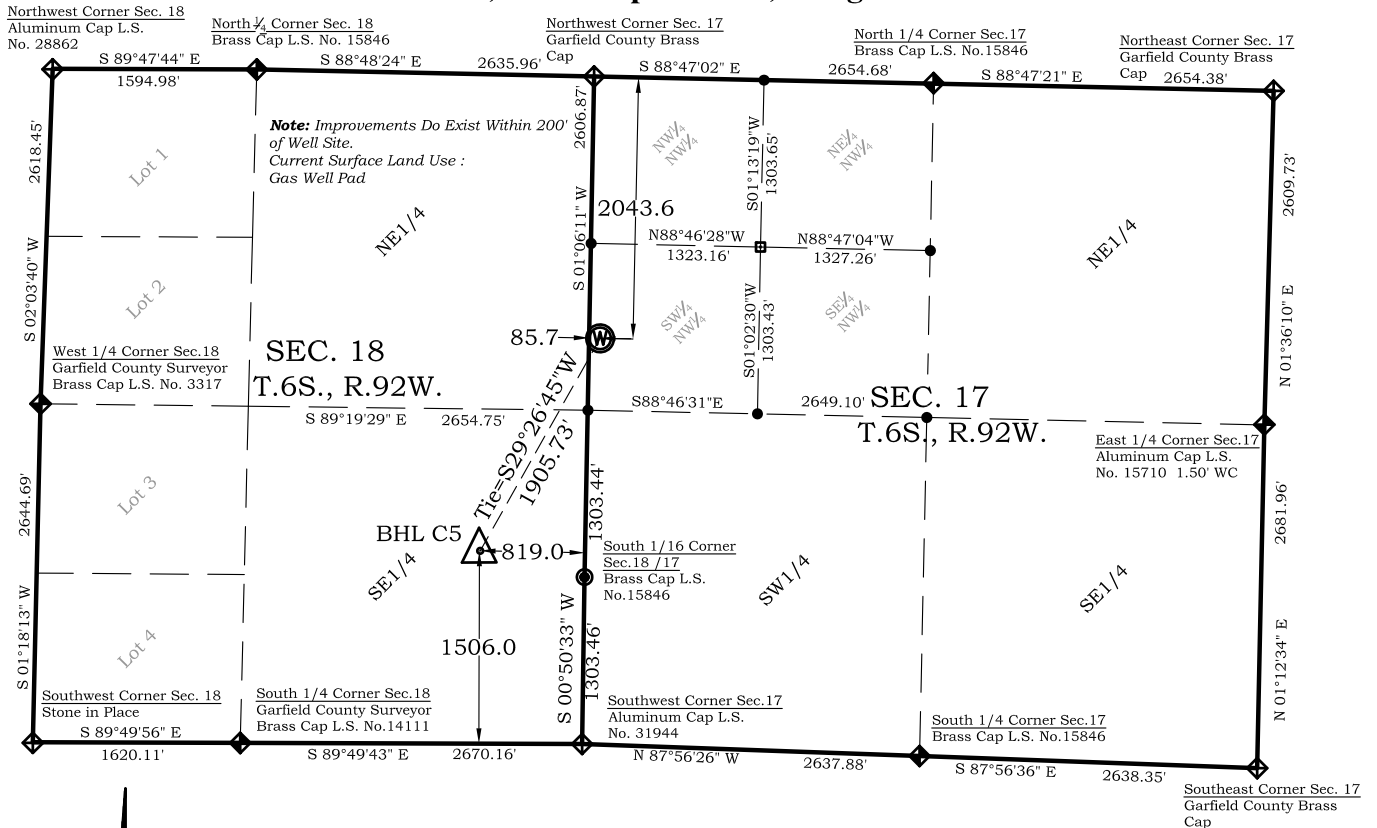 Northwest Corner Sec. 18
Aluminum Cap L.S.
No. 28862
North ¼ Corner Sec. 18
Brass Cap L.S. No. 15846
Northwest Corner Sec. 17
Garfield County Brass
Cap
North 1/4 Corner Sec.17
Brass Cap L.S. No.15846
Northeast Corner Sec. 17
Garfield County Brass
Cap
S 89°47'44" E
1594.98'
S 88°48'24" E
2635.96'
S 88°47'02" E
2654.68'
S 88°47'21" E
2654.38'
Note: Improvements Do Exist Within 200'
of Well Site.
Current Surface Land Use :
Gas Well Pad
2618.45'
S 02°03'40" W
Lot 1
Lot 2
NE1/4
2606.87'
S 01°06'11" W
2043.6
NW¼
NW¼
NE¼
NW¼
S01°13'19"W
1303.65'
N88°46'28"W
1323.16'
N88°47'04"W
1327.26'
SW¼
NW¼
SE¼
NW¼
S01°02'30"W
1303.43'
NE1/4
2609.73'
N 01°36'10" E
85.7
W
West 1/4 Corner Sec.18
Garfield County Surveyor
Brass Cap L.S. No. 3317
SEC. 18
T.6S., R.92W.
S 89°19'29" E
2654.75'
Tie=S29°26'45"W
1905.73'
S88°46'31"E
2649.10'
SEC. 17
T.6S., R.92W.
East 1/4 Corner Sec.17
Aluminum Cap L.S.
No. 15710 1.50' WC
2644.69'
S 01°18'13" W
Lot 3
Lot 4
BHL C5
819.0
SE1/4
1506.0
1303.44'
South 1/16 Corner
Sec.18 /17
Brass Cap L.S.
No.15846
S 00°50'33" W
1303.46'
SW1/4
SE1/4
2681.96'
N 01°12'34" E
Southwest Corner Sec. 18
Stone in Place
South 1/4 Corner Sec.18
Garfield County Surveyor
Brass Cap L.S. No.14111
Southwest Corner Sec.17
Aluminum Cap L.S.
No. 31944
South 1/4 Corner Sec.17
Brass Cap L.S. No.15846
S 89°49'56" E
1620.11'
S 89°49'43" E
2670.16'
N 87°56'26" W
2637.88'
S 87°56'36" E
2638.35'
Southeast Corner Sec. 17
Garfield County Brass
Cap